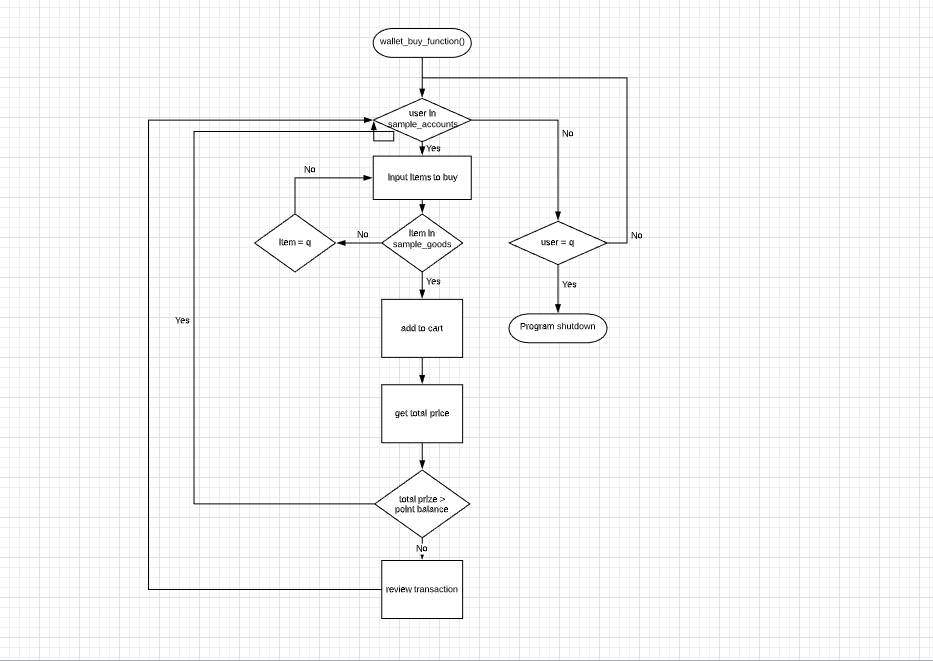 wallet_buy_function()
user in
sample_accounts
No
Yes
Input Items to buy
No
Item = q
No
Item in
sample_goods
user = q
No
Yes
Yes
Program shutdown
Yes
add to cart
get total price
total prize >
point balance
No
review transaction